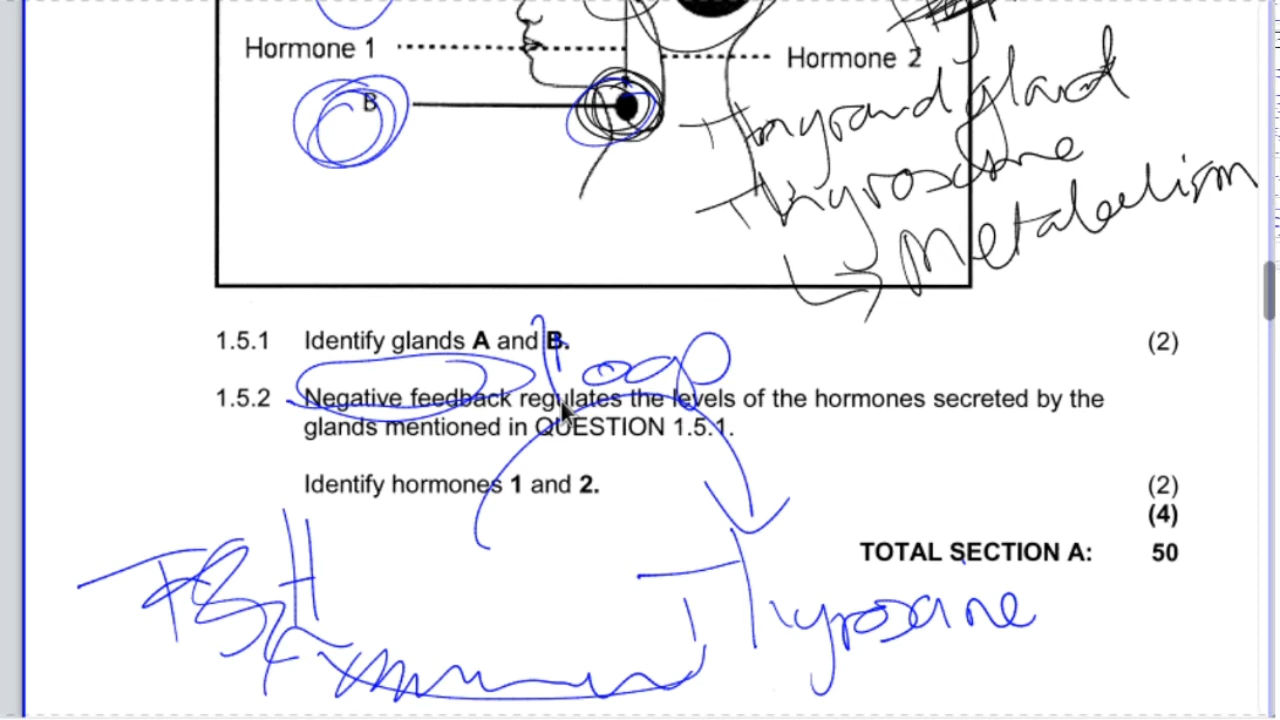 Hormone 1
Hormone 2
B
Thyroid gland
Thyroxine
Metabolism
1.5.1 Identify glands A and B. (2)
loop
1.5.2 Negative feedback regulates the levels of the hormones secreted by the
glands mentioned in QUESTION 1.5.1.
Identify hormones 1 and 2. (2)
(4)
TOTAL SECTION A: 50
TSH
Thyroxine